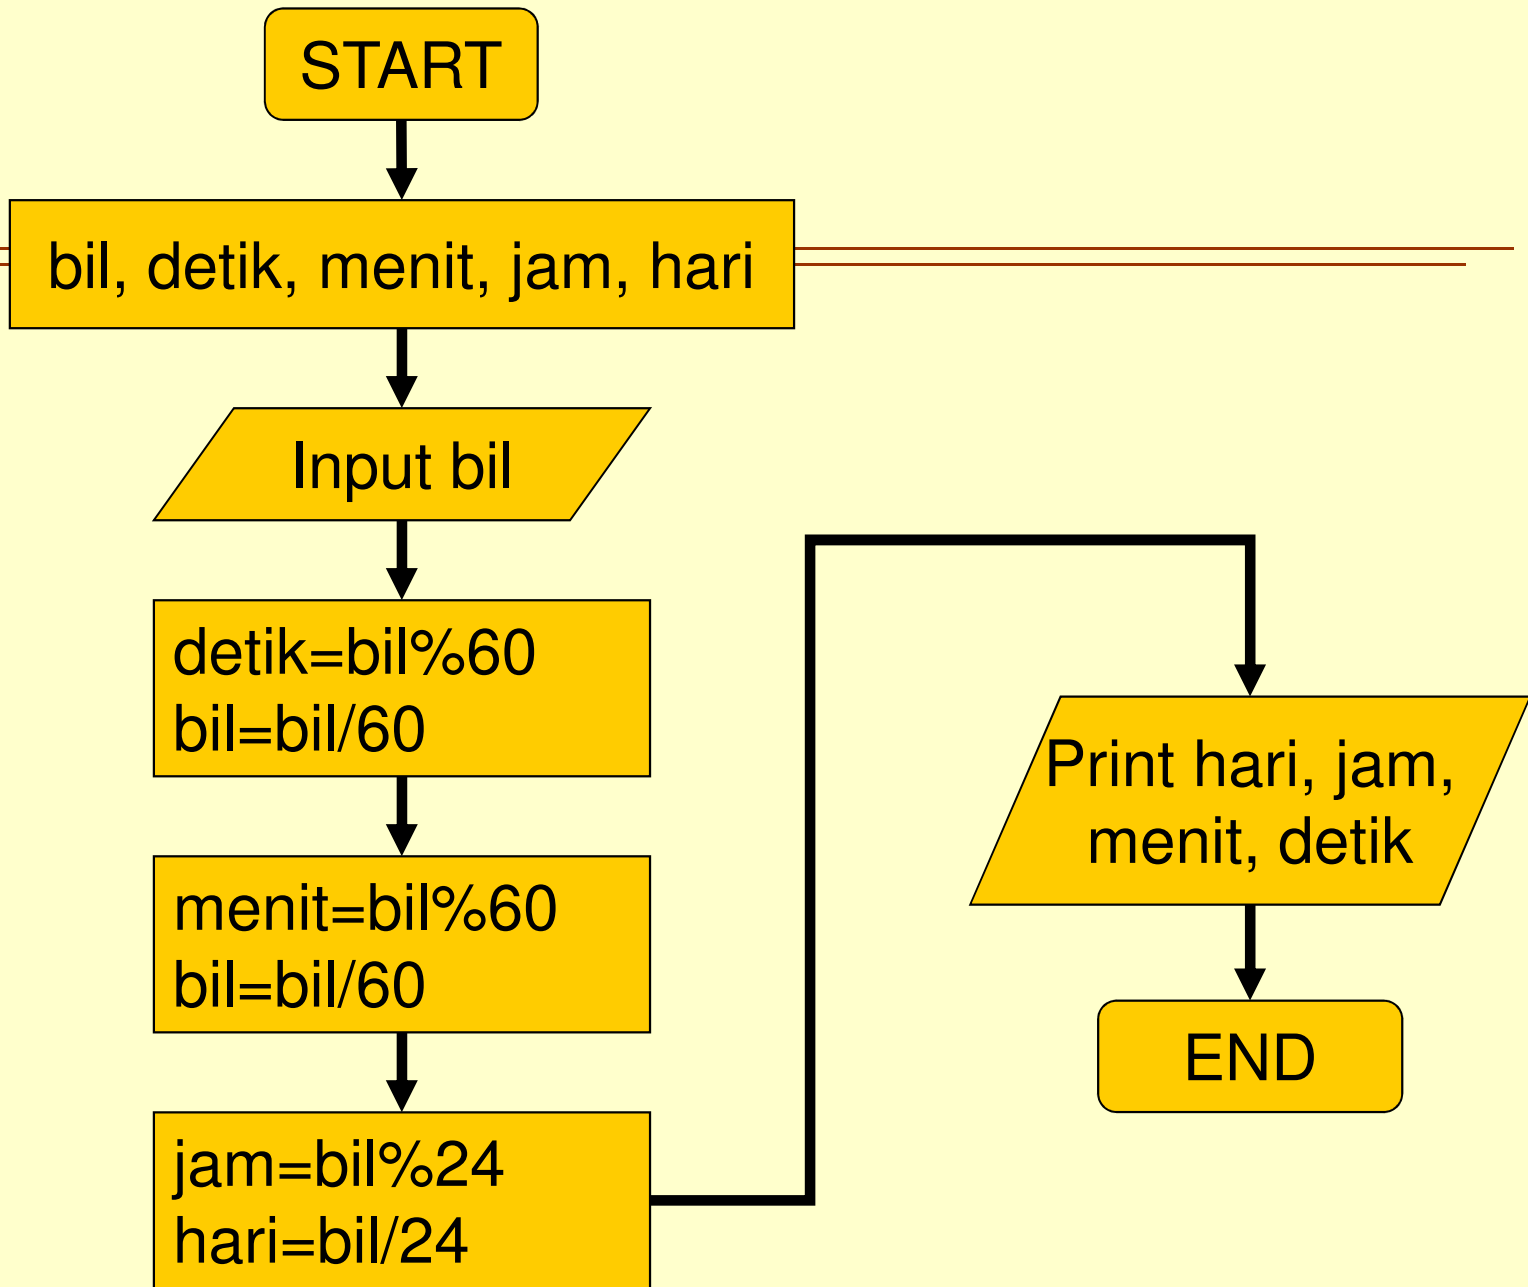 START
bil, detik, menit, jam, hari
Input bil
detik=bil%60
bil=bil/60
menit=bil%60
bil=bil/60
jam=bil%24
hari=bil/24
Print hari, jam,
menit, detik
END